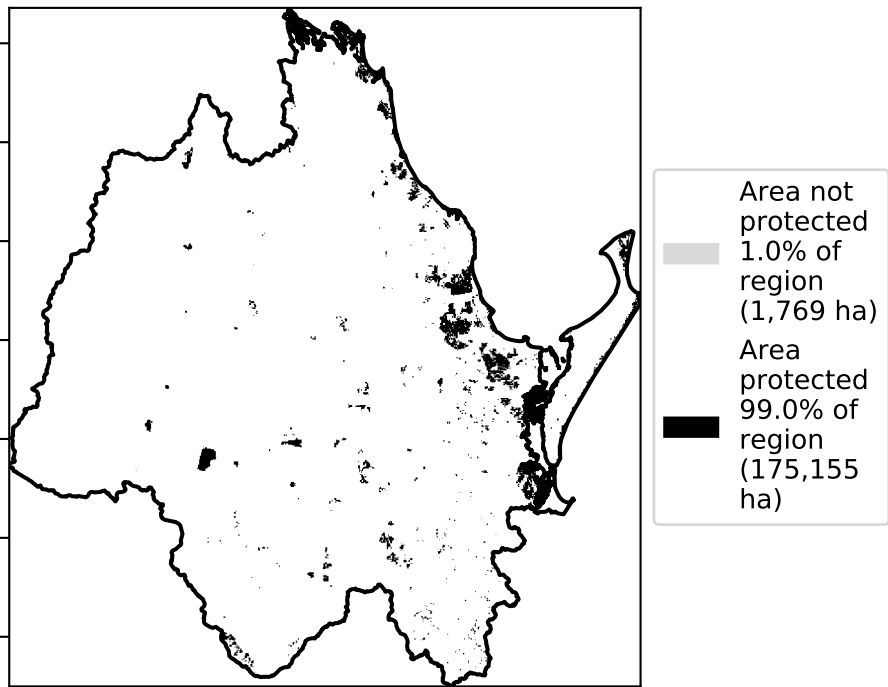 Area not
protected
1.0% of
region
(1,769 ha)
Area
protected
99.0% of
region
(175,155
ha)